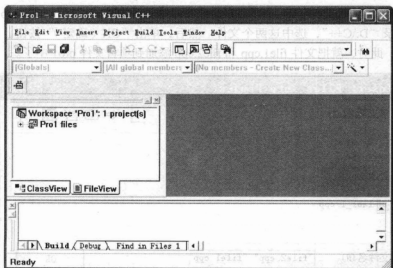 Pro1 - Microsoft Visual C++
File Edit View Insert Project Build Tools Window Help
(Globals) [All global members (No members - Create New Class...
Workspace 'Pro1': 1 project(s)
Pro1 files
ClassView FileView
Build Debug Find in Files 1
Ready